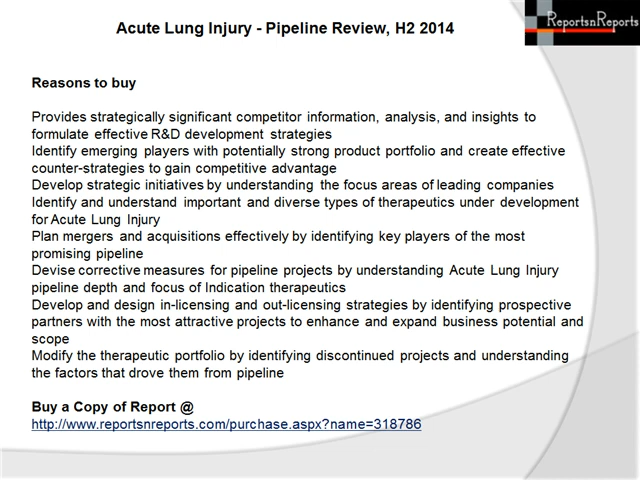 Acute Lung Injury - Pipeline Review, H2 2014
ReportsnReports
Reasons to buy
Provides strategically significant competitor information, analysis, and insights to
formulate effective R&D development strategies
Identify emerging players with potentially strong product portfolio and create effective
counter-strategies to gain competitive advantage
Develop strategic initiatives by understanding the focus areas of leading companies
Identify and understand important and diverse types of therapeutics under development
for Acute Lung Injury
Plan mergers and acquisitions effectively by identifying key players of the most
promising pipeline
Devise corrective measures for pipeline projects by understanding Acute Lung Injury
pipeline depth and focus of Indication therapeutics
Develop and design in-licensing and out-licensing strategies by identifying prospective
partners with the most attractive projects to enhance and expand business potential and
scope
Modify the therapeutic portfolio by identifying discontinued projects and understanding
the factors that drove them from pipeline
Buy a Copy of Report @
http://www.reportsnreports.com/purchase.aspx?name=318786